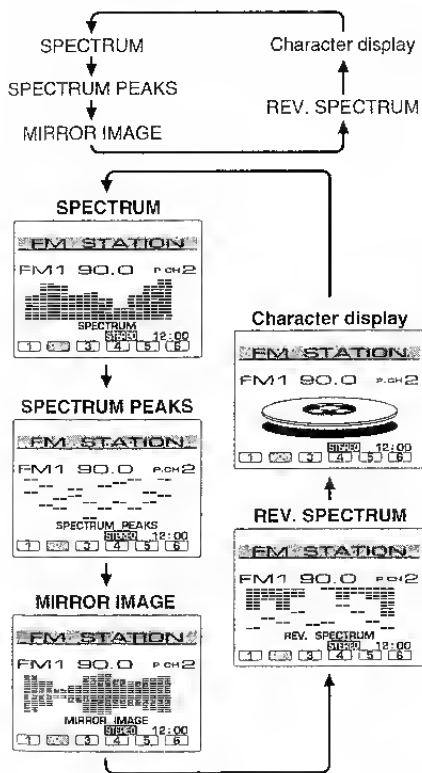 SPECTRUM
SPECTRUM PEAKS
MIRROR IMAGE
REV. SPECTRUM
Character display
SPECTRUM
FM STATION
FM1 90.0 P.CH2
SPECTRUM
STEREO 12:00
1 3 4 5 6
SPECTRUM PEAKS
FM STATION
FM1 90.0 P.CH2
SPECTRUM PEAKS
STEREO 12:00
1 3 4 5 6
MIRROR IMAGE
FM STATION
FM1 90.0 P.CH2
MIRROR IMAGE
STEREO 12:00
1 3 4 5 6
REV. SPECTRUM
FM STATION
FM1 90.0 P.CH2
REV. SPECTRUM
STEREO 12:00
1 3 4 5 6
Character display
FM STATION
FM1 90.0 P.CH2
STEREO 12:00
1 3 4 5 6